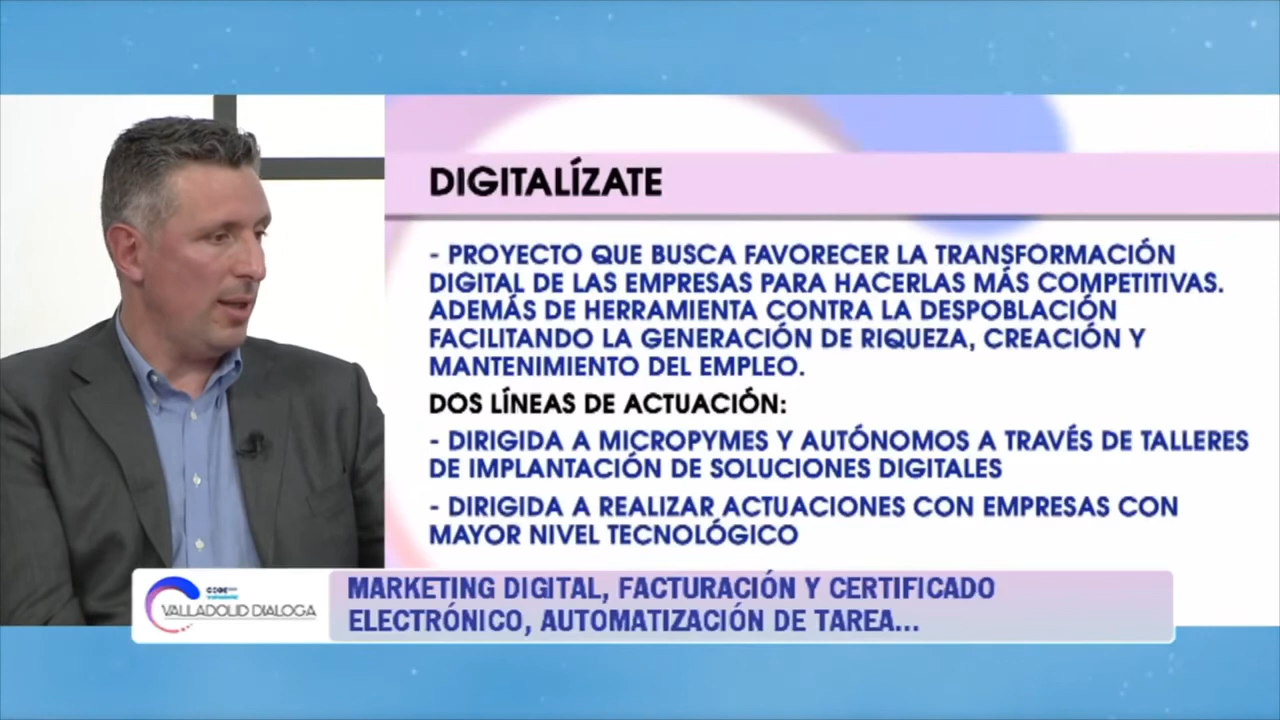 DIGITALÍZATE
- PROYECTO QUE BUSCA FAVORECER LA TRANSFORMACIÓN
DIGITAL DE LAS EMPRESAS PARA HACERLAS MÁS COMPETITIVAS.
ADEMÁS DE HERRAMIENTA CONTRA LA DESPOBLACIÓN
FACILITANDO LA GENERACIÓN DE RIQUEZA, CREACIÓN Y
MANTENIMIENTO DEL EMPLEO.
DOS LÍNEAS DE ACTUACIÓN:
- DIRIGIDA A MICROPYMES Y AUTÓNOMOS A TRAVÉS DE TALLERES
DE IMPLANTACIÓN DE SOLUCIONES DIGITALES
- DIRIGIDA A REALIZAR ACTUACIONES CON EMPRESAS CON
MAYOR NIVEL TECNOLÓGICO
VALLADOLID DIALOGA
MARKETING DIGITAL, FACTURACIÓN Y CERTIFICADO
ELECTRÓNICO, AUTOMATIZACIÓN DE TAREA...